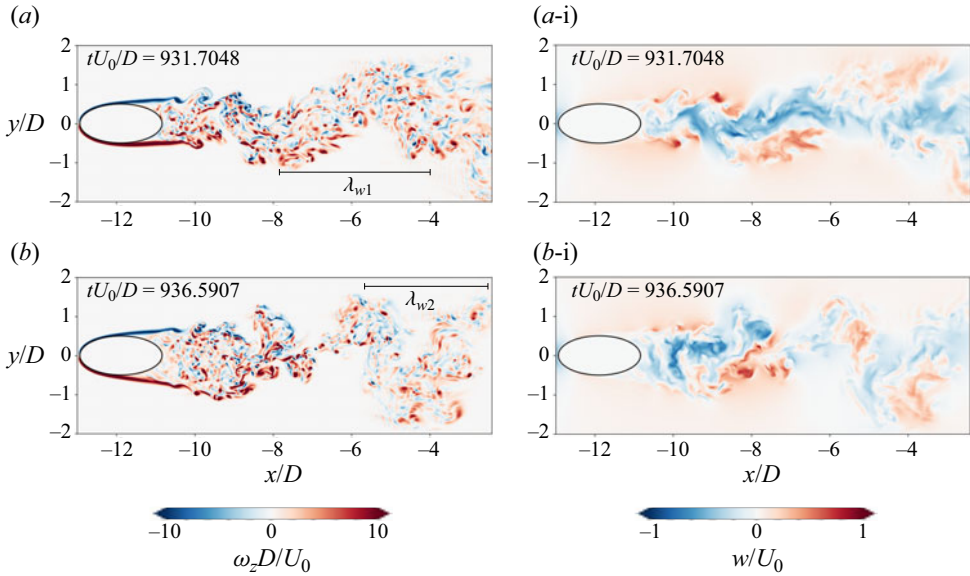 (a)
(a-i)
tU₀/D = 931.7048
tU₀/D = 931.7048
2
1
0
–1
–2
y/D
λw1
–12 –10 –8 –6 –4
2
1
0
–1
–2
–12 –10 –8 –6 –4
(b)
(b-i)
tU₀/D = 936.5907
tU₀/D = 936.5907
2
1
0
–1
–2
y/D
λw2
–12 –10 –8 –6 –4
x/D
2
1
0
–1
–2
–12 –10 –8 –6 –4
x/D
–10 0 10
ωzD/U₀
–1 0 1
w/U₀